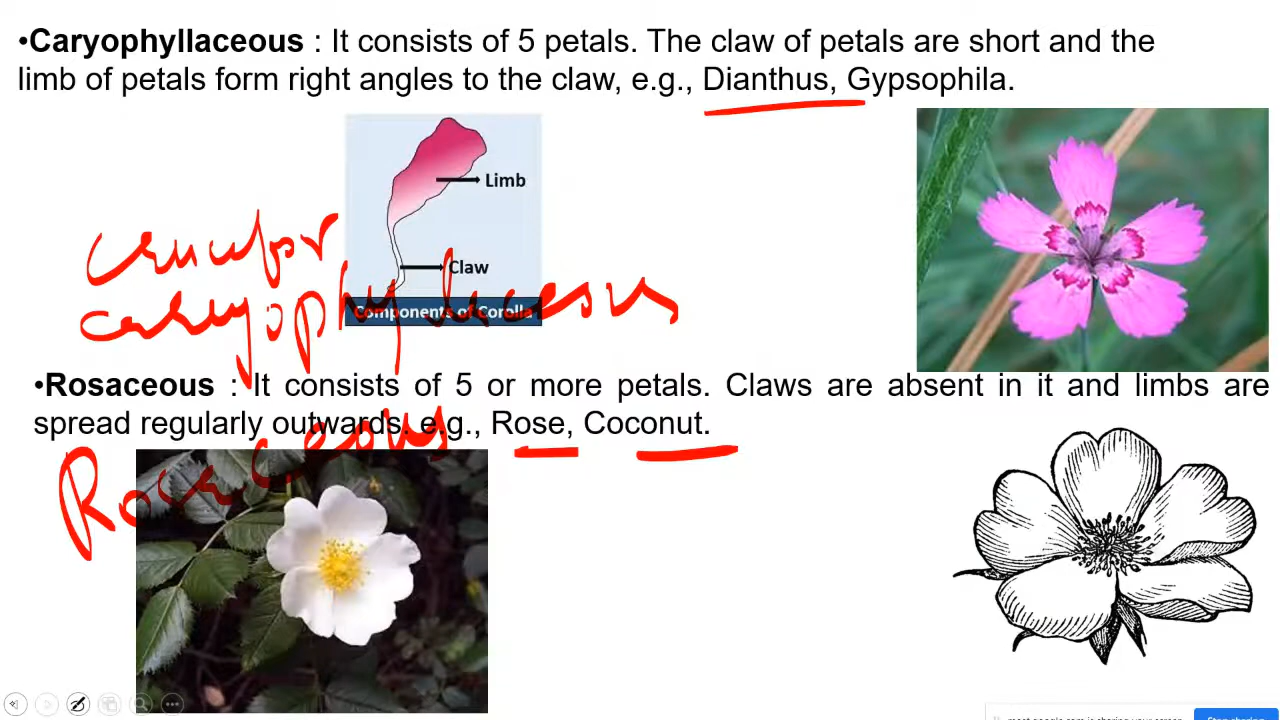 •Caryophyllaceous : It consists of 5 petals. The claw of petals are short and the
limb of petals form right angles to the claw, e.g., Dianthus, Gypsophila.
Limb
Claw
Components of Corolla
•Rosaceous : It consists of 5 or more petals. Claws are absent in it and limbs are
spread regularly outwards. e.g., Rose, Coconut.